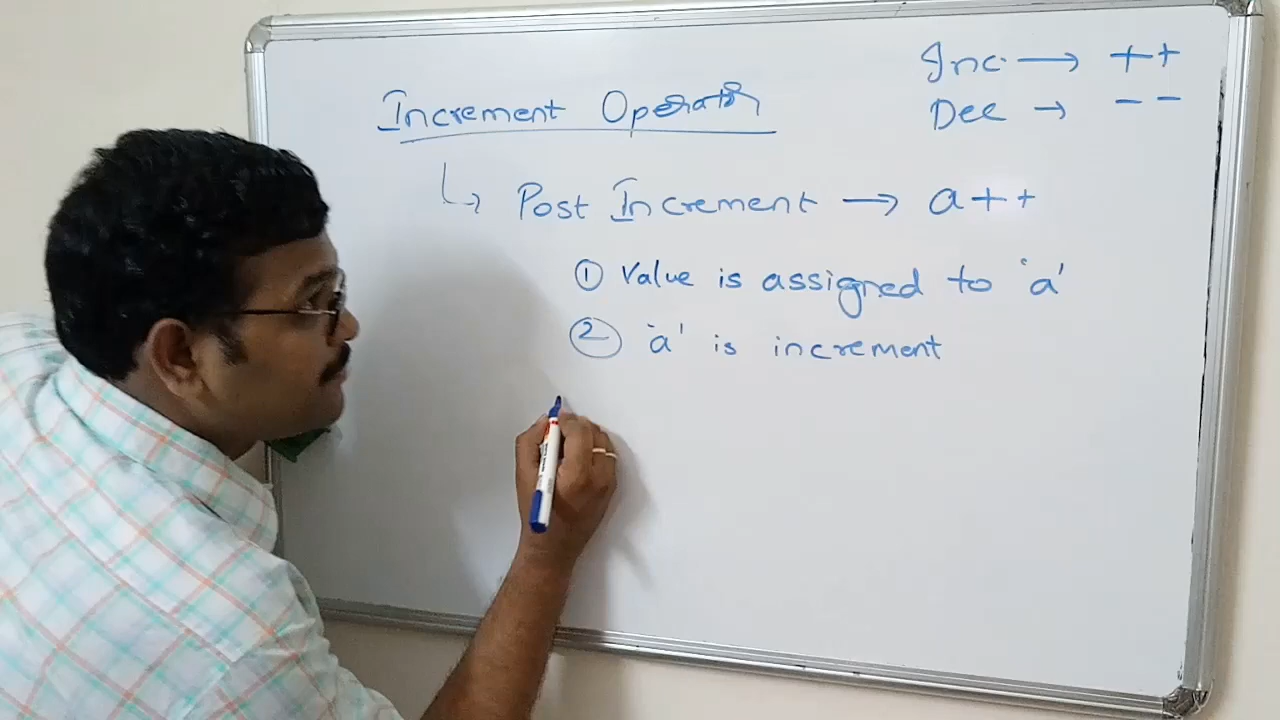 Increment Operator
Inc. → ++
Dec → --
↳ Post Increment → a++
① Value is assigned to 'a'
② 'a' is increment